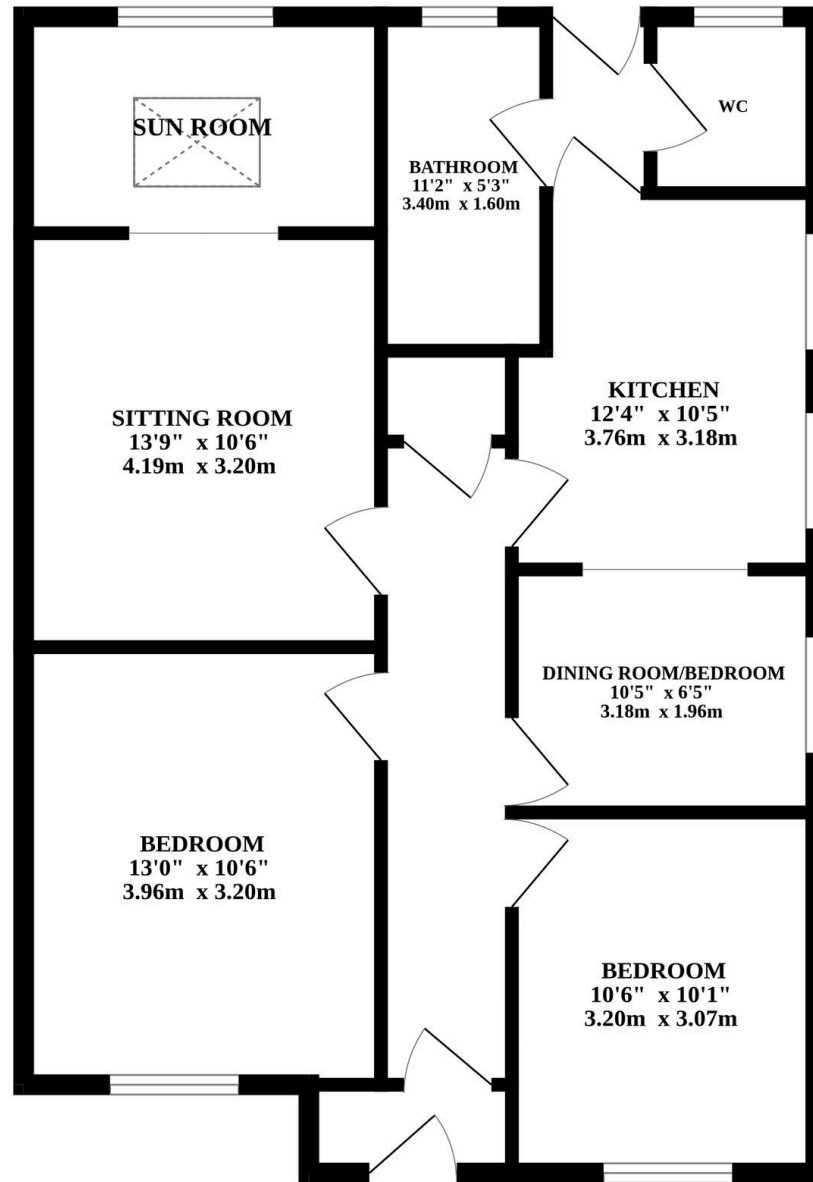 SUN ROOM
BATHROOM
11'2" x 5'3"
3.40m x 1.60m
WC
SITTING ROOM
13'9" x 10'6"
4.19m x 3.20m
KITCHEN
12'4" x 10'5"
3.76m x 3.18m
DINING ROOM/BEDROOM
10'5" x 6'5"
3.18m x 1.96m
BEDROOM
13'0" x 10'6"
3.96m x 3.20m
BEDROOM
10'6" x 10'1"
3.20m x 3.07m